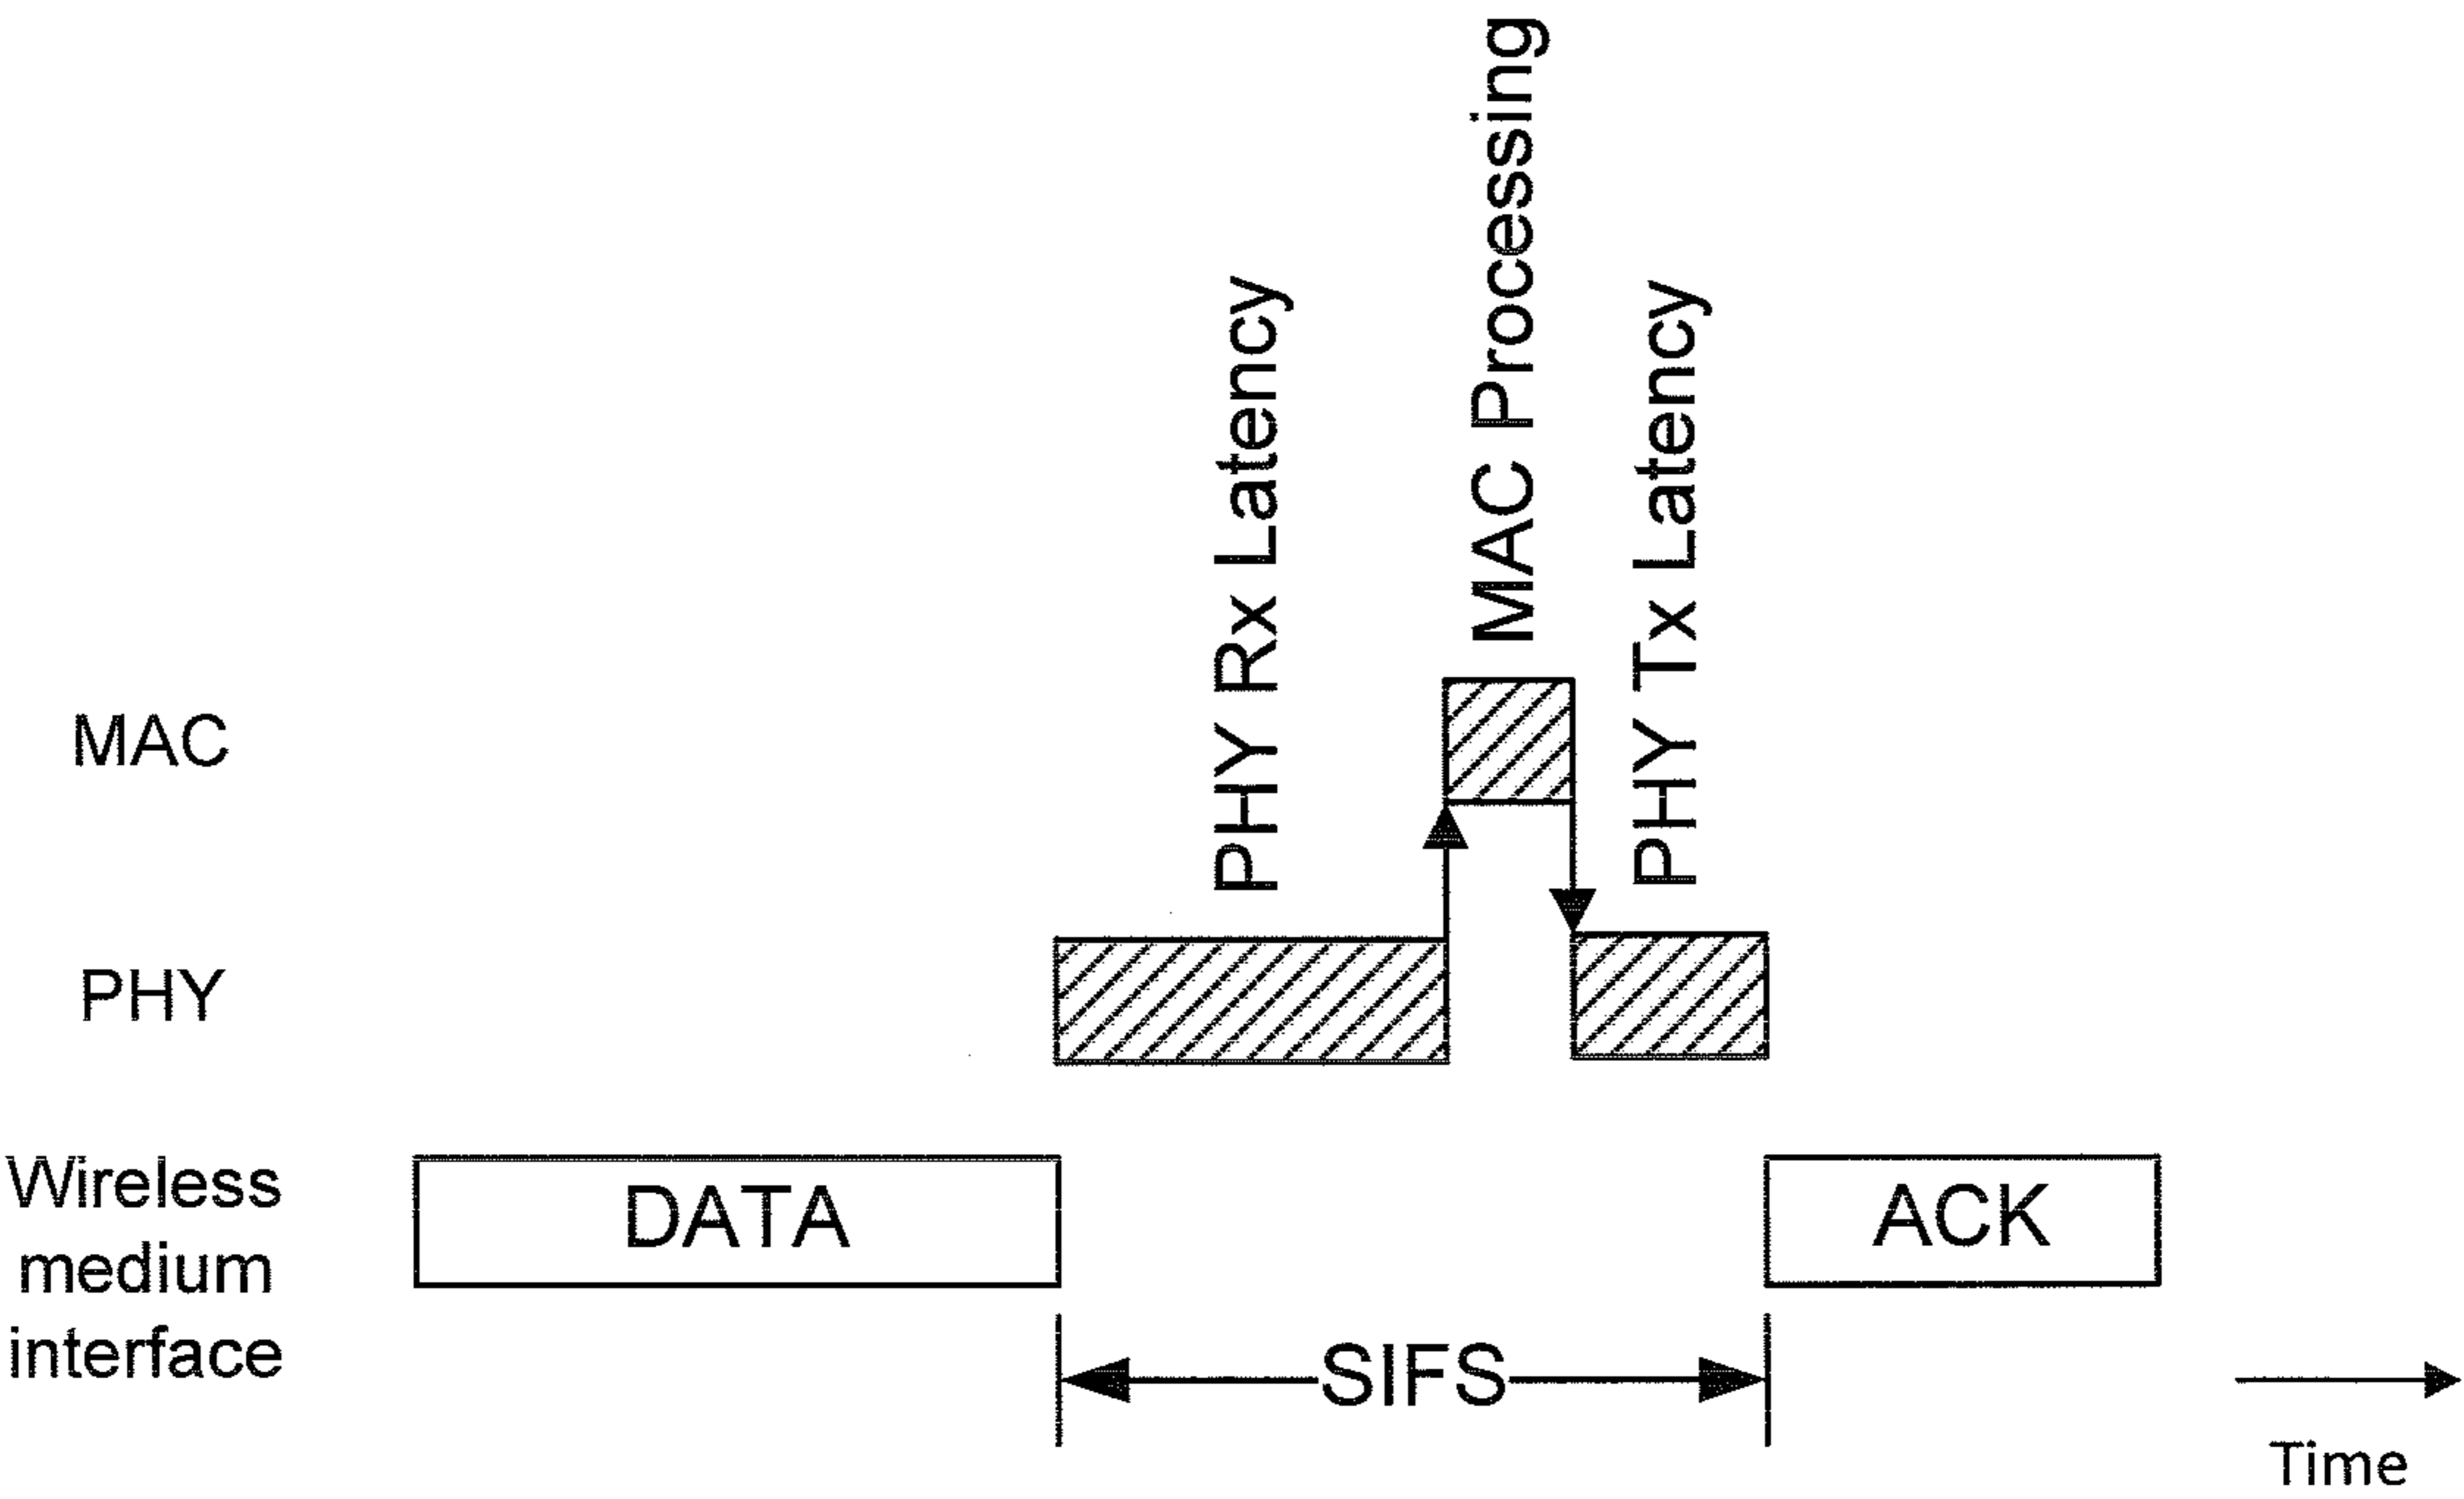 PHY Rx Latency
MAC Processing
PHY Tx Latency
MAC
PHY
Wireless
medium
interface
DATA
ACK
SIFS
Time